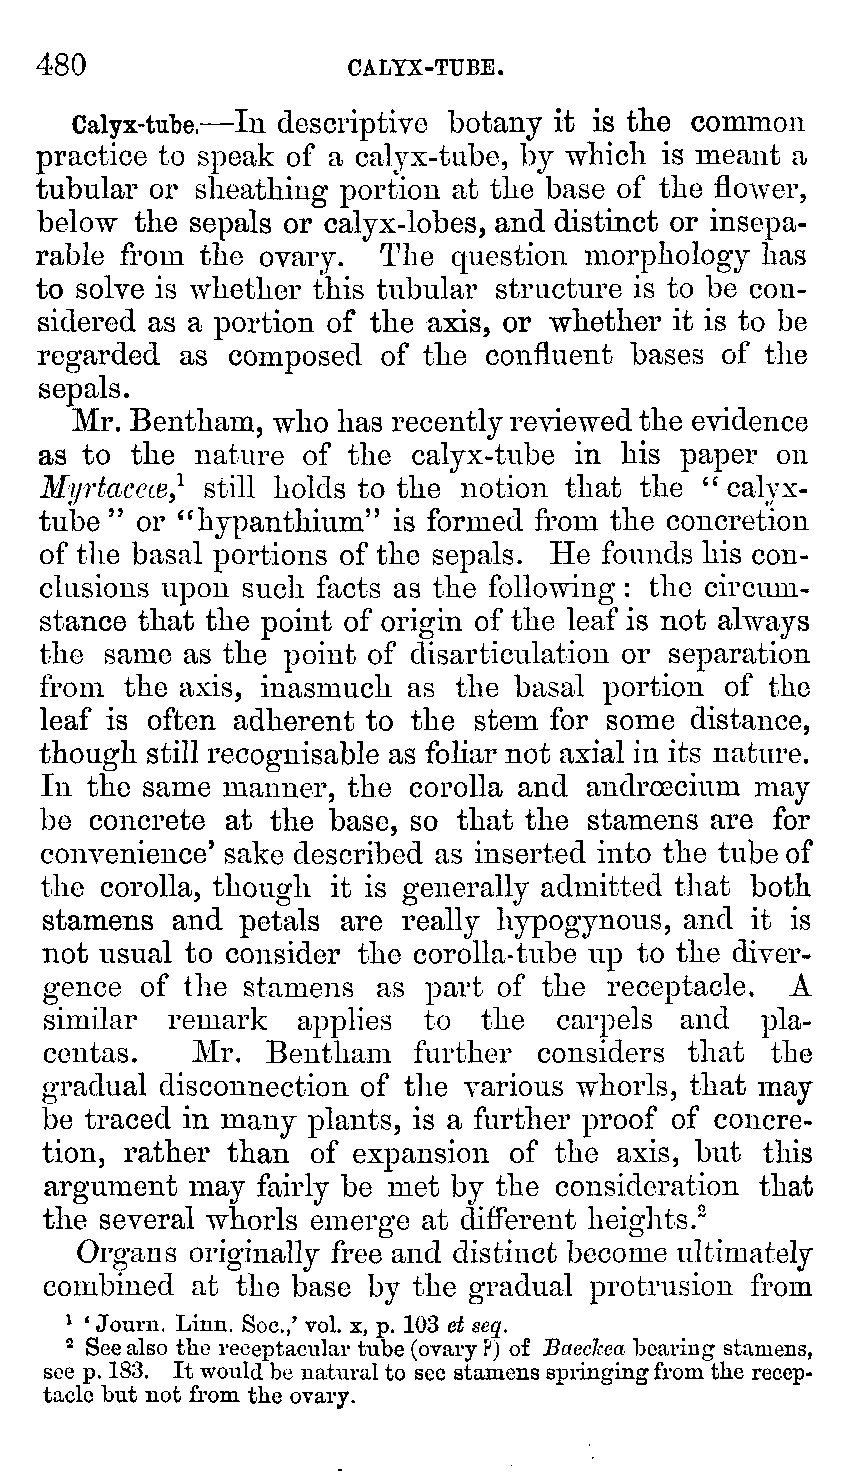 480 CALYX-TUBE.
Calyx-tube.—In descriptive botany it is the common
practice to speak of a calyx-tube, by which is meant a
tubular or sheathing portion at the base of the flower,
below the sepals or calyx-lobes, and distinct or insepa-
rable from the ovary. The question morphology has
to solve is whether this tubular structure is to be con-
sidered as a portion of the axis, or whether it is to be
regarded as composed of the confluent bases of the
sepals.
Mr. Bentham, who has recently reviewed the evidence
as to the nature of the calyx-tube in his paper on
Myrtaceæ,¹ still holds to the notion that the “calyx-
tube” or “hypanthium” is formed from the concretion
of the basal portions of the sepals. He founds his con-
clusions upon such facts as the following: the circum-
stance that the point of origin of the leaf is not always
the same as the point of disarticulation or separation
from the axis, inasmuch as the basal portion of the
leaf is often adherent to the stem for some distance,
though still recognisable as foliar not axial in its nature.
In the same manner, the corolla and andrœcium may
be concrete at the base, so that the stamens are for
convenience’ sake described as inserted into the tube of
the corolla, though it is generally admitted that both
stamens and petals are really hypogynous, and it is
not usual to consider the corolla-tube up to the diver-
gence of the stamens as part of the receptacle. A
similar remark applies to the carpels and pla-
centas. Mr. Bentham further considers that the
gradual disconnection of the various whorls, that may
be traced in many plants, is a further proof of concre-
tion, rather than of expansion of the axis, but this
argument may fairly be met by the consideration that
the several whorls emerge at different heights.²
Organs originally free and distinct become ultimately
combined at the base by the gradual protrusion from
¹ ‘Journ. Linn. Soc.,’ vol. x, p. 103 et seq.
² See also the receptacular tube (ovary?) of Baeckea bearing stamens,
see p. 183. It would be natural to see stamens springing from the recep-
tacle but not from the ovary.